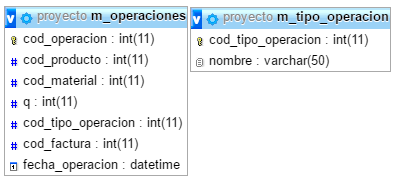 proyecto m_operaciones
cod_operacion : int(11)
cod_producto : int(11)
cod_material : int(11)
q : int(11)
cod_tipo_operacion : int(11)
cod_factura : int(11)
fecha_operacion : datetime
proyecto m_tipo_operacion
cod_tipo_operacion : int(11)
nombre : varchar(50)